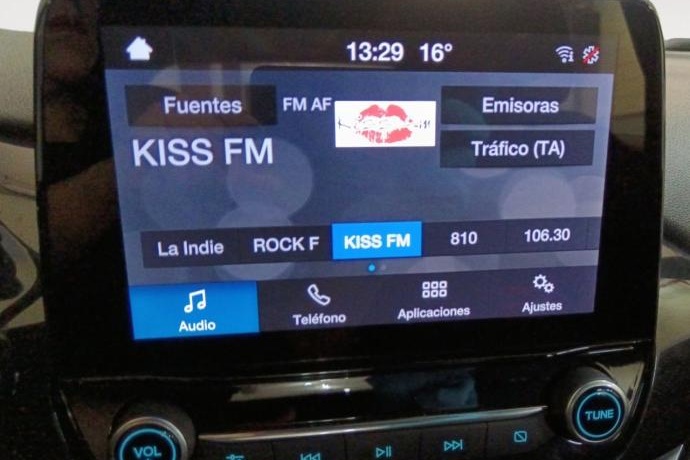 13:29 16°
Fuentes FM AF Emisoras
KISS FM Tráfico (TA)
La Indie ROCK F KISS FM 810 106.30
Audio Teléfono Aplicaciones Ajustes
VOL TUNE